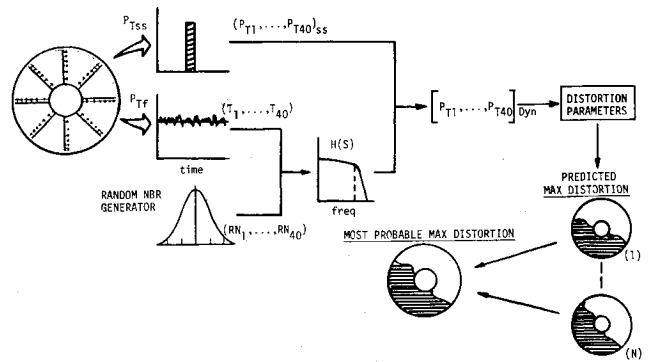 P_Tss
(P_T1,...,P_T40)_ss
P_Tf
(T_1,...,T_40)
time
RANDOM NBR
GENERATOR
(RN_1,...,RN_40)
H(S)
freq
[P_T1,...,P_T40]_Dyn
DISTORTION
PARAMETERS
PREDICTED
MAX DISTORTION
MOST PROBABLE MAX DISTORTION
(1)
(N)